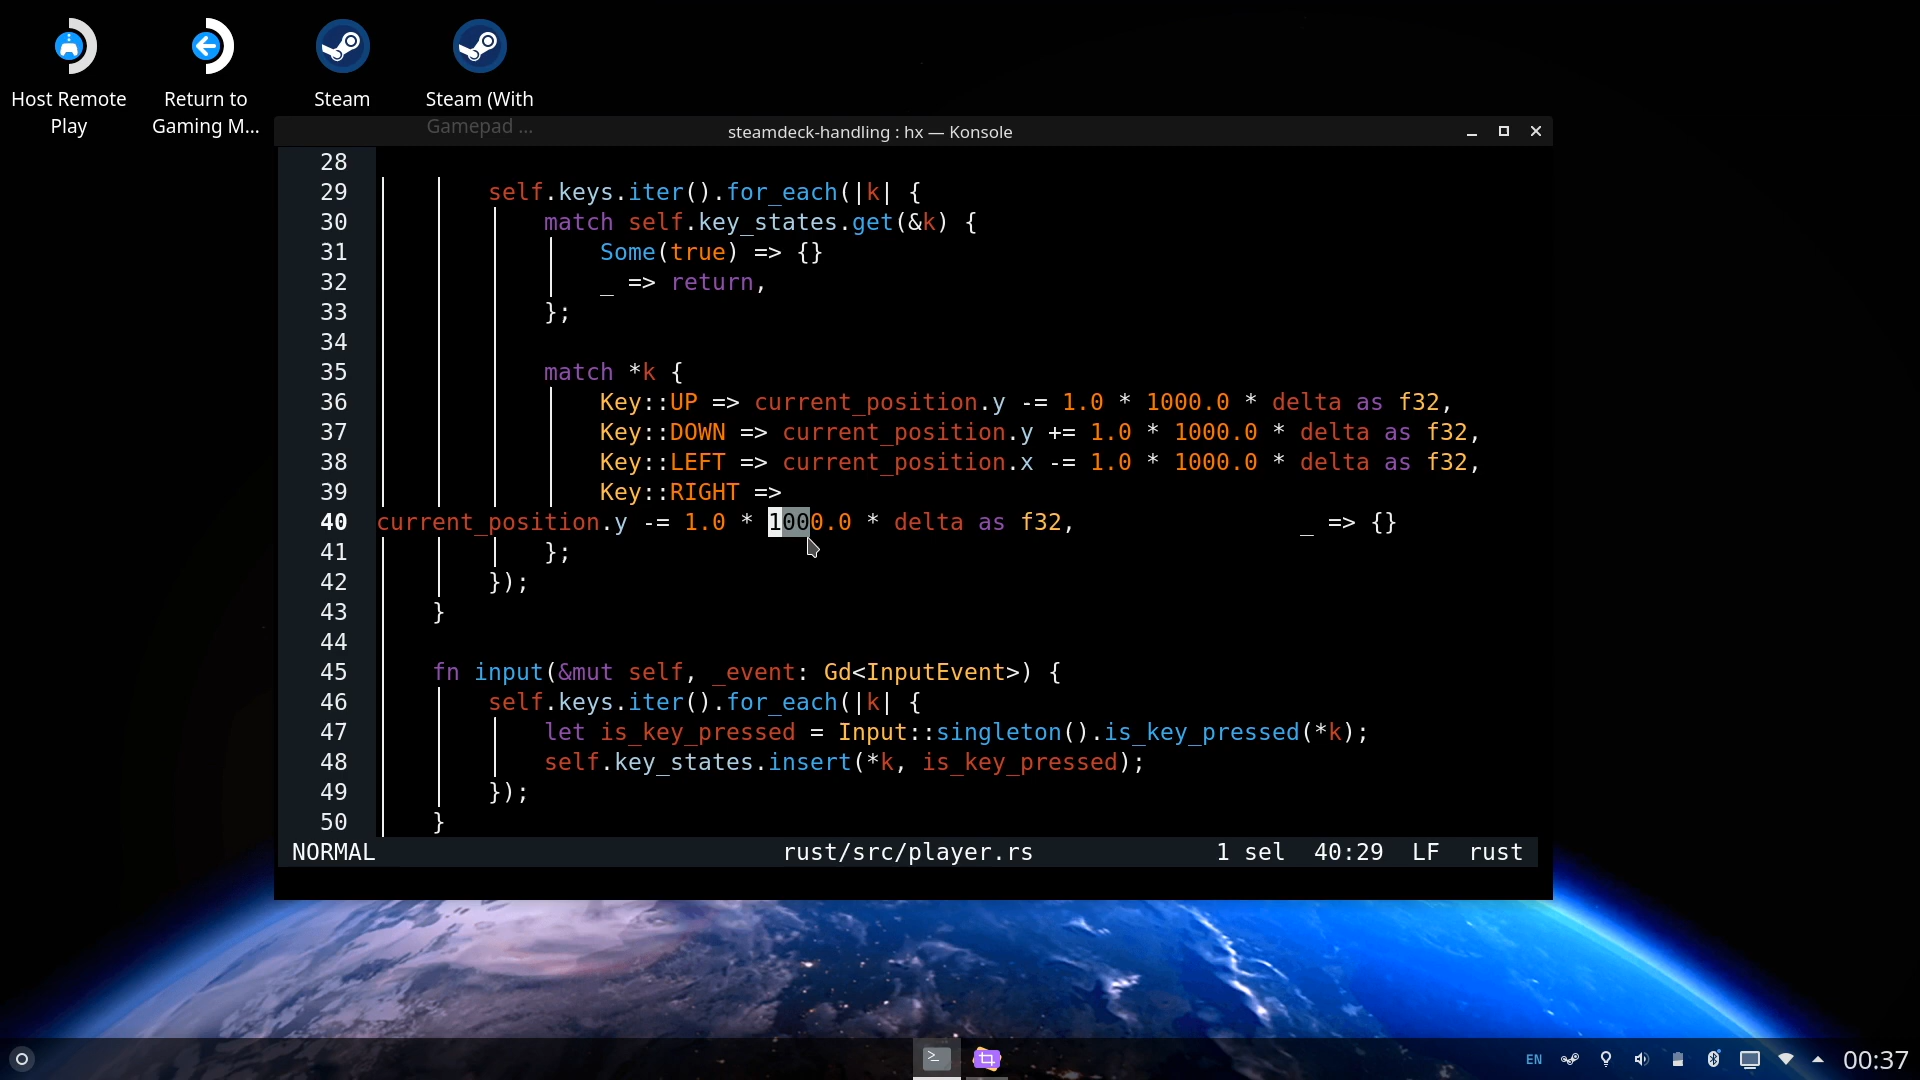 Host Remote Play
Return to Gaming M...
Steam
Steam (With Gamepad ...
steamdeck-handling : hx — Konsole
28
29 self.keys.iter().for_each(|k| {
30 match self.key_states.get(&k) {
31 Some(true) => {}
32 _ => return,
33 };
34
35 match *k {
36 Key::UP => current_position.y -= 1.0 * 1000.0 * delta as f32,
37 Key::DOWN => current_position.y += 1.0 * 1000.0 * delta as f32,
38 Key::LEFT => current_position.x -= 1.0 * 1000.0 * delta as f32,
39 Key::RIGHT =>
40 current_position.y -= 1.0 * 1000.0 * delta as f32, _ => {}
41 };
42 });
43 }
44
45 fn input(&mut self, _event: Gd<InputEvent>) {
46 self.keys.iter().for_each(|k| {
47 let is_key_pressed = Input::singleton().is_key_pressed(*k);
48 self.key_states.insert(*k, is_key_pressed);
49 });
50 }
NORMAL rust/src/player.rs 1 sel 40:29 LF rust
EN 00:37